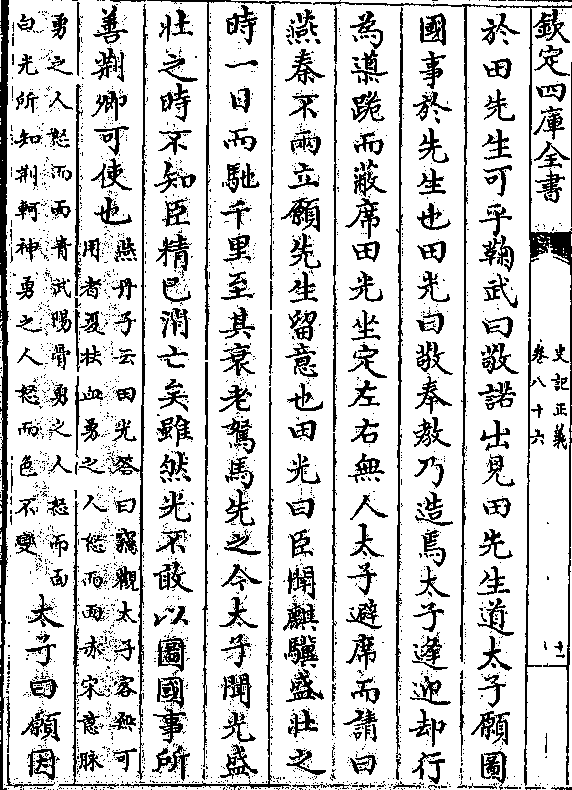 欽定四庫全書
史記正義
卷八十六
十一
於田先生可乎鞠武曰敬諾出見田先生道太子願圖
國事於先生也田光曰敬奉教乃造焉太子逢迎却行
為導跪而蔽席田光坐定左右無人太子避席而請曰
燕秦不兩立願先生留意也田光曰臣聞騏驥盛壯之
時一日而馳千里至其衰老駑馬先之今太子聞光盛
壯之時不知臣精已消亡矣雖然光不敢以圖國事所
善荆卿可使也
燕丹子云田光答曰竊觀太子客無可
用者夏扶血勇之人怒而面赤宋意脉
勇之人怒而面青武陽骨勇之人怒而面
白光所知荆軻神勇之人怒而色不變
太子曰願因